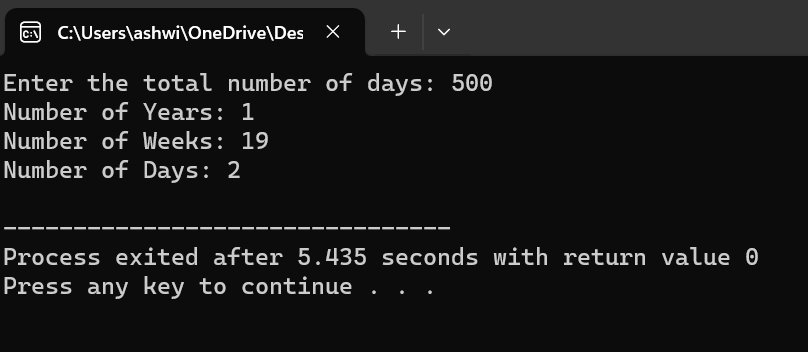 C:\Users\ashwi\OneDrive\Des
Enter the total number of days: 500
Number of Years: 1
Number of Weeks: 19
Number of Days: 2
--------------------------------
Process exited after 5.435 seconds with return value 0
Press any key to continue . . .